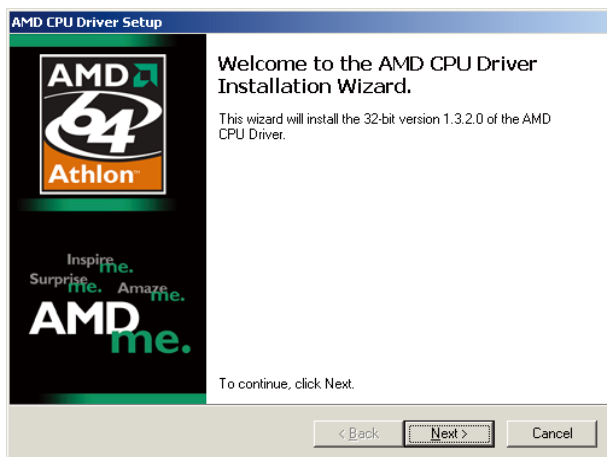 AMD CPU Driver Setup
AMD
64
Athlon™
Inspire me.
Surprise me. Amaze me.
AMD me.
Welcome to the AMD CPU Driver
Installation Wizard.
This wizard will install the 32-bit version 1.3.2.0 of the AMD
CPU Driver.
To continue, click Next.
< Back
Next >
Cancel